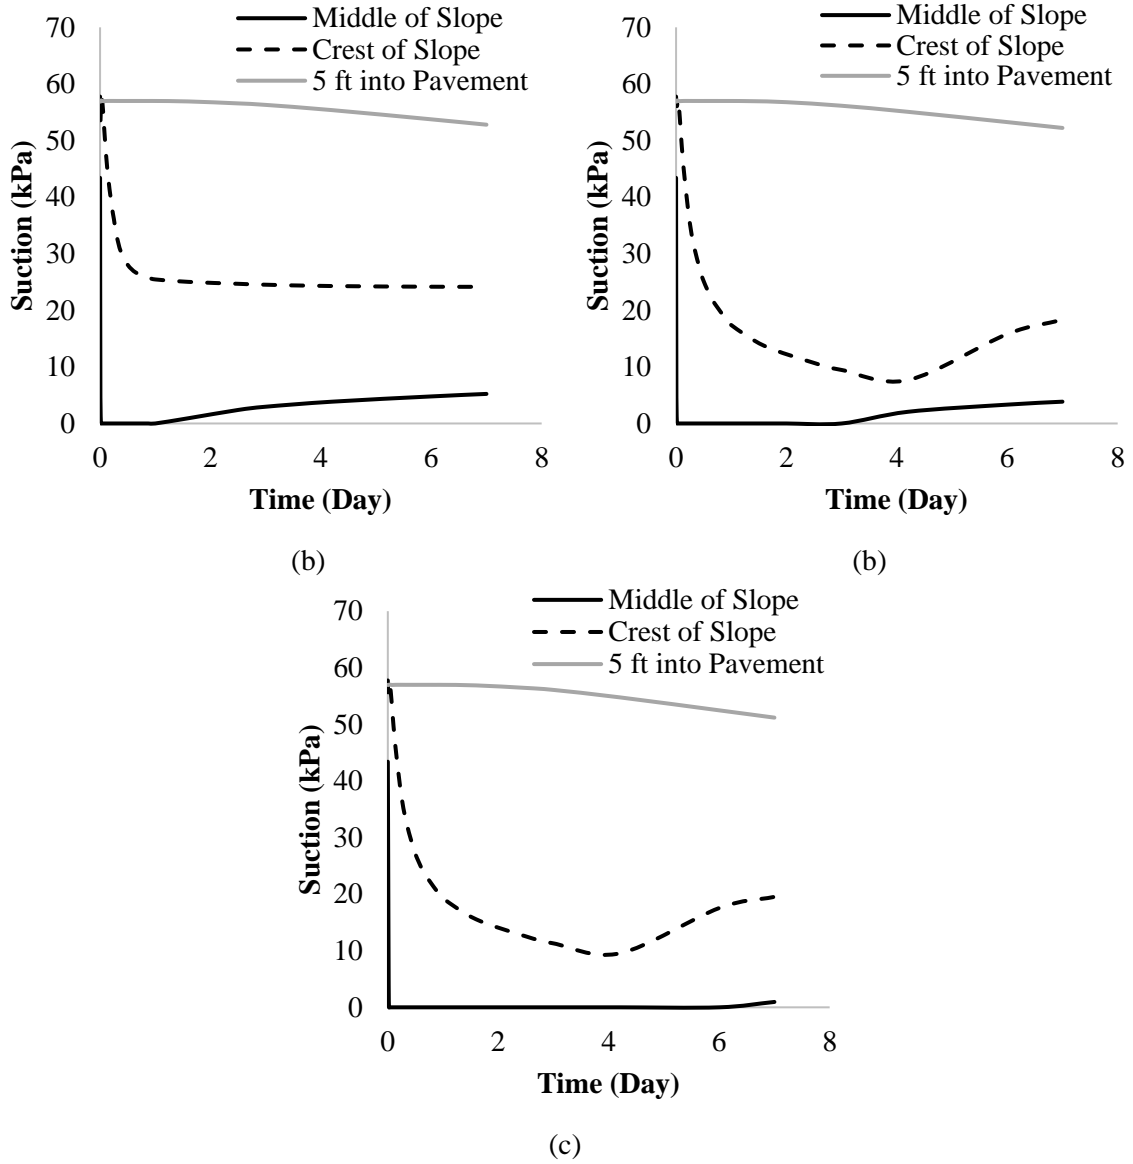 Middle of Slope
Crest of Slope
5 ft into Pavement
70
60
50
40
30
20
10
0
Suction (kPa)
0 2 4 6 8
Time (Day)
(b)
Middle of Slope
Crest of Slope
5 ft into Pavement
70
60
50
40
30
20
10
0
Suction (kPa)
0 2 4 6 8
Time (Day)
(b)
Middle of Slope
Crest of Slope
5 ft into Pavement
70
60
50
40
30
20
10
0
Suction (kPa)
0 2 4 6 8
Time (Day)
(c)